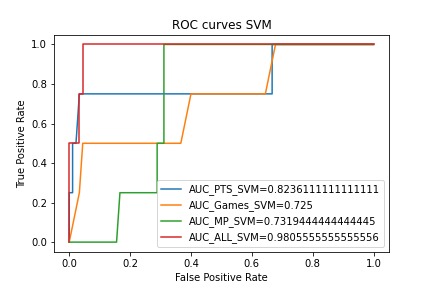 ROC curves SVM
True Positive Rate
1.0
0.8
0.6
0.4
0.2
0.0
AUC_PTS_SVM=0.8236111111111111
AUC_Games_SVM=0.725
AUC_MP_SVM=0.7319444444444445
AUC_ALL_SVM=0.9805555555555556
0.0 0.2 0.4 0.6 0.8 1.0
False Positive Rate